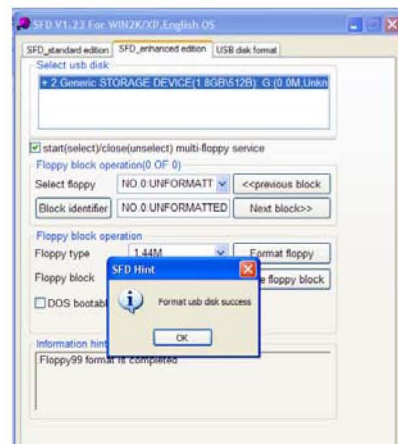 SFD V1.23 For WIN2K/XP,English OS
SFD_standard edition SFD_enhanced edition USB disk format
Select usb disk
+ 2 Generic STORAGE DEVICE(1.8GB\512B): G:(0.0M,Unkn
start(select)/close(unselect) multi-floppy service
Floppy block operation(0 OF 0)
Select floppy NO.0:UNFORMATT <<previous block
Block identifier NO.0:UNFORMATTED Next block>>
Floppy block operation
Floppy type 1.44M Format floppy
SFD Hint
Floppy block e floppy block
DOS bootabl Format usb disk success
OK
Information hint
Floppy99 format is completed